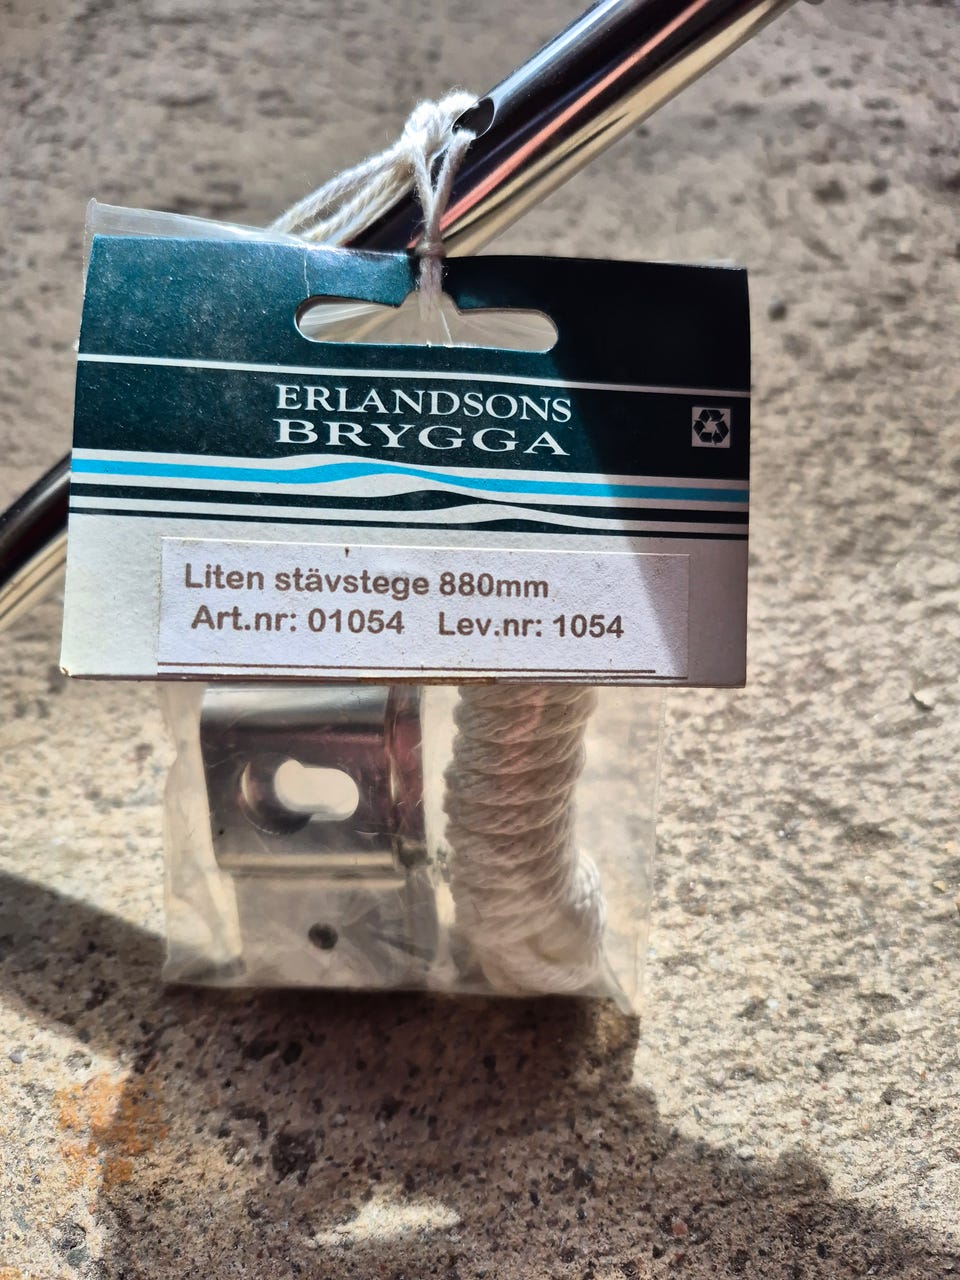 ERLANDSONS
BRYGGA
Liten stävstege 880mm
Art.nr: 01054 Lev.nr: 1054